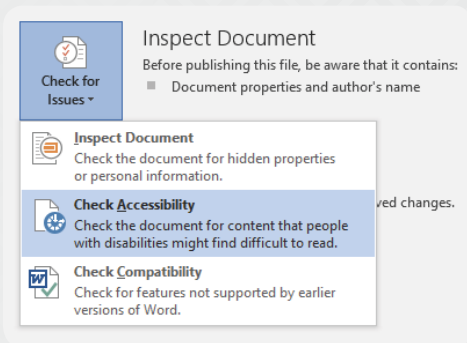 Inspect Document
Before publishing this file, be aware that it contains:
Document properties and author's name
Check for
Issues
Inspect Document
Check the document for hidden properties
or personal information.
Check Accessibility
Check the document for content that people
with disabilities might find difficult to read.
ved changes.
Check Compatibility
Check for features not supported by earlier
versions of Word.